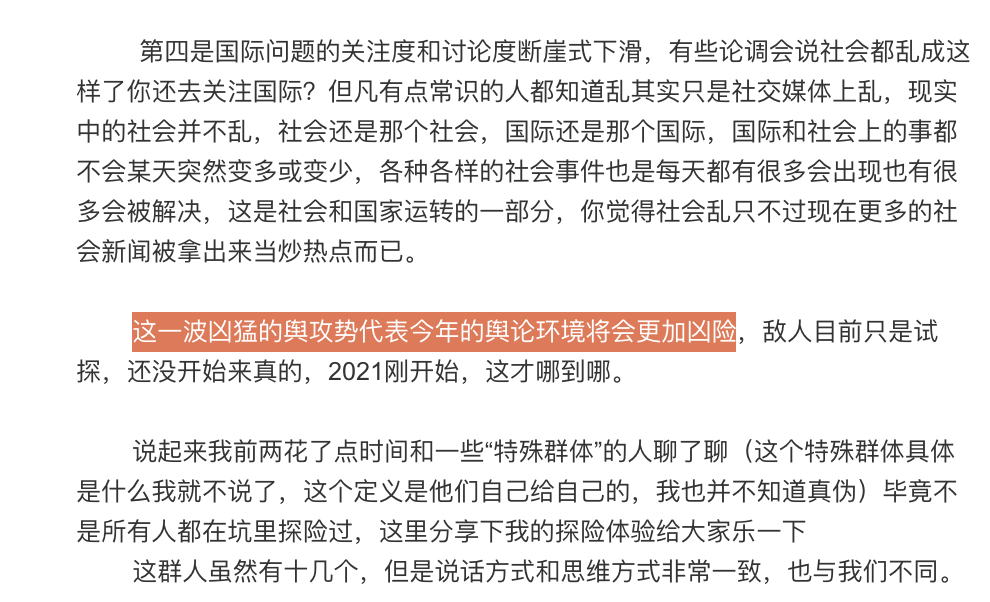 第四是国际问题的关注度和讨论度断崖式下滑，有些论调会说社会都乱成这
样了你还去关注国际？但凡有点常识的人都知道乱其实只是社交媒体上乱，现实
中的社会并不乱，社会还是那个社会，国际还是那个国际，国际和社会上的事都
不会某天突然变多或变少，各种各样的社会事件也是每天都有很多会出现也有很
多会被解决，这是社会和国家运转的一部分，你觉得社会乱只不过现在更多的社
会新闻被拿出来当炒热点而已。
这一波凶猛的舆攻势代表今年的舆论环境将会更加凶险，敌人目前只是试
探，还没开始来真的，2021刚开始，这才哪到哪。
说起来我前两花了点时间和一些“特殊群体”的人聊了聊（这个特殊群体具体
是什么我就不说了，这个定义是他们自己给自己的，我也并不知道真伪）毕竟不
是所有人都在坑里探险过，这里分享下我的探险体验给大家乐一下
这群人虽然有十几个，但是说话方式和思维方式非常一致，也与我们不同。